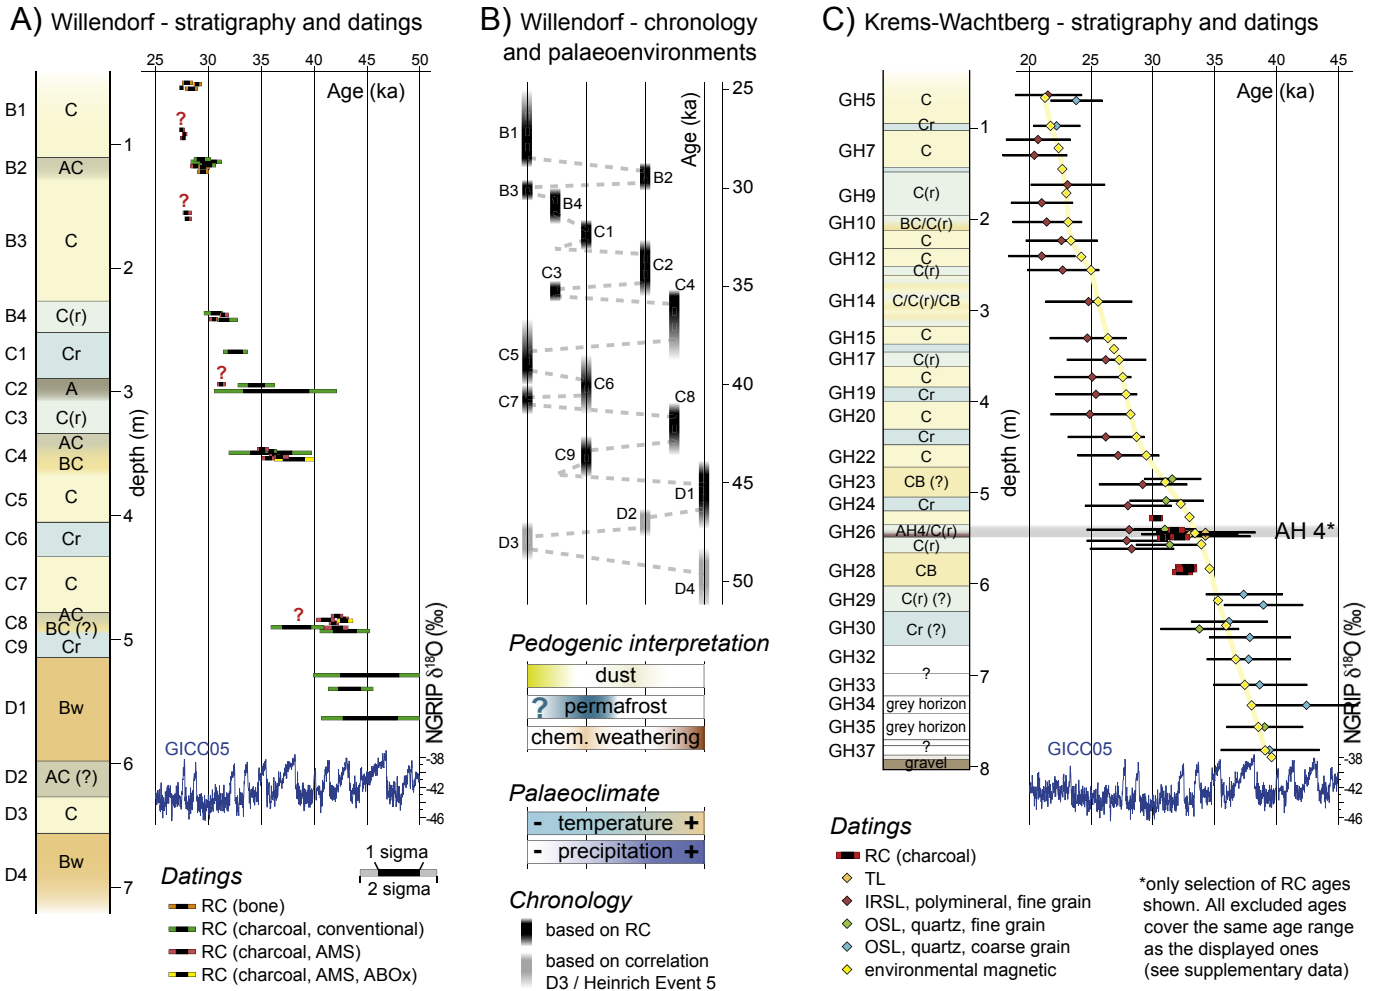 A) Willendorf - stratigraphy and datings
25 30 35 40 45 50
Age (ka)
B1 C
?
1
B2 AC
?
B3 C
2
B4 C(r)
C1 Cr
?
C2 A
3
C3 C(r)
AC
C4
BC
depth (m)
C5 C
4
C6 Cr
C7 C
AC
?
C8
BC (?)
C9 Cr
5
D1 Bw
NGRIP δ¹⁸O (‰)
GICC05
6
-38
-42
-46
D2 AC (?)
D3 C
D4 Bw
7
1 sigma
2 sigma
Datings
RC (bone)
RC (charcoal, conventional)
RC (charcoal, AMS)
RC (charcoal, AMS, ABOx)
B) Willendorf - chronology
and palaeoenvironments
Age (ka)
25
30
35
40
45
50
B1
B2
B3
B4
C1
C2
C3
C4
C5
C6
C7
C8
C9
D1
D2
D3
D4
Pedogenic interpretation
dust
? permafrost
chem. weathering
Palaeoclimate
- temperature +
- precipitation +
Chronology
based on RC
based on correlation
D3 / Heinrich Event 5
C) Krems-Wachtberg - stratigraphy and datings
20 25 30 35 40 45
Age (ka)
GH5 C
Cr
1
GH7 C
GH9 C(r)
2
GH10 BC/C(r)
C
GH12 C
C(r)
GH14 C/C(r)/CB
3
GH15 C
GH17 C(r)
C
GH19 Cr
4
GH20 C
Cr
depth (m)
GH22 C
GH23 CB (?)
5
GH24 Cr
GH26 AH4/C(r)
AH 4*
C(r)
GH28 CB
6
GH29 C(r) (?)
GH30 Cr (?)
GH32
?
7
GH33
GH34 grey horizon
GH35 grey horizon
GH37 ?
gravel
8
NGRIP δ¹⁸O (‰)
GICC05
-38
-42
-46
Datings
RC (charcoal)
TL
IRSL, polymineral, fine grain
OSL, quartz, fine grain
OSL, quartz, coarse grain
environmental magnetic
*only selection of RC ages
shown. All excluded ages
cover the same age range
as the displayed ones
(see supplementary data)